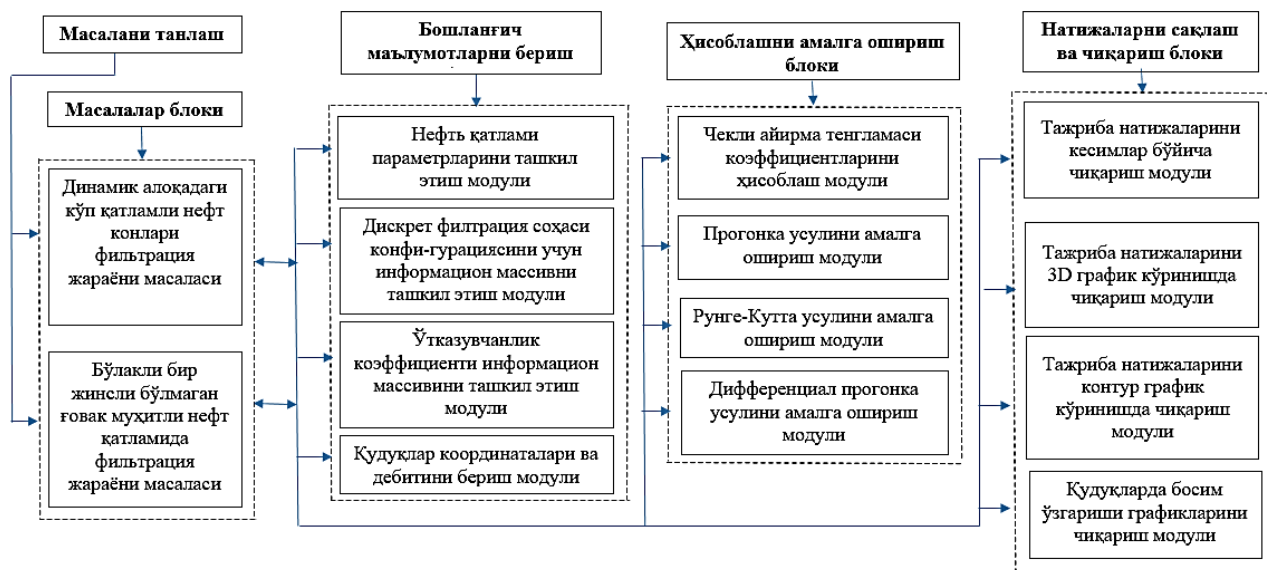 Масалани танлаш
Масалалар блоки
Динамик алоқадаги
кўп қатламли нефт
конлари
фильтрация
жараёни масаласи
Бўлакли бир
жинсли бўлмаган
ғовак муҳитли нефт
қатламида
фильтрация
жараёни масаласи
Бошланғич
маълумотларни бериш
Нефть қатлами
параметрларини ташкил
этиш модули
Дискрет филтрация соҳаси
конфи-гурациясини учун
информацион массивни
ташкил этиш модули
Ўтказувчанлик
коэффициенти информацион
массивини ташкил этиш
модули
Қудуқлар координаталари ва
дебитини бериш модули
Ҳисоблашни амалга ошириш
блоки
Чекли айирма тенгламаси
коэффициентларини
ҳисоблаш модули
Прогонка усулини амалга
ошириш модули
Рунге-Кутта усулини амалга
ошириш модули
Дифференциал прогонка
усулини амалга ошириш
модули
Натижаларни сақлаш
ва чиқариш блоки
Тажриба натижаларини
кесимлар бўйича
чиқариш модули
Тажриба натижаларини
3D график кўринишда
чиқариш модули
Тажриба натижаларини
контур график
кўринишда чиқариш
модули
Қудуқларда босим
ўзгариши графикларини
чиқариш модули